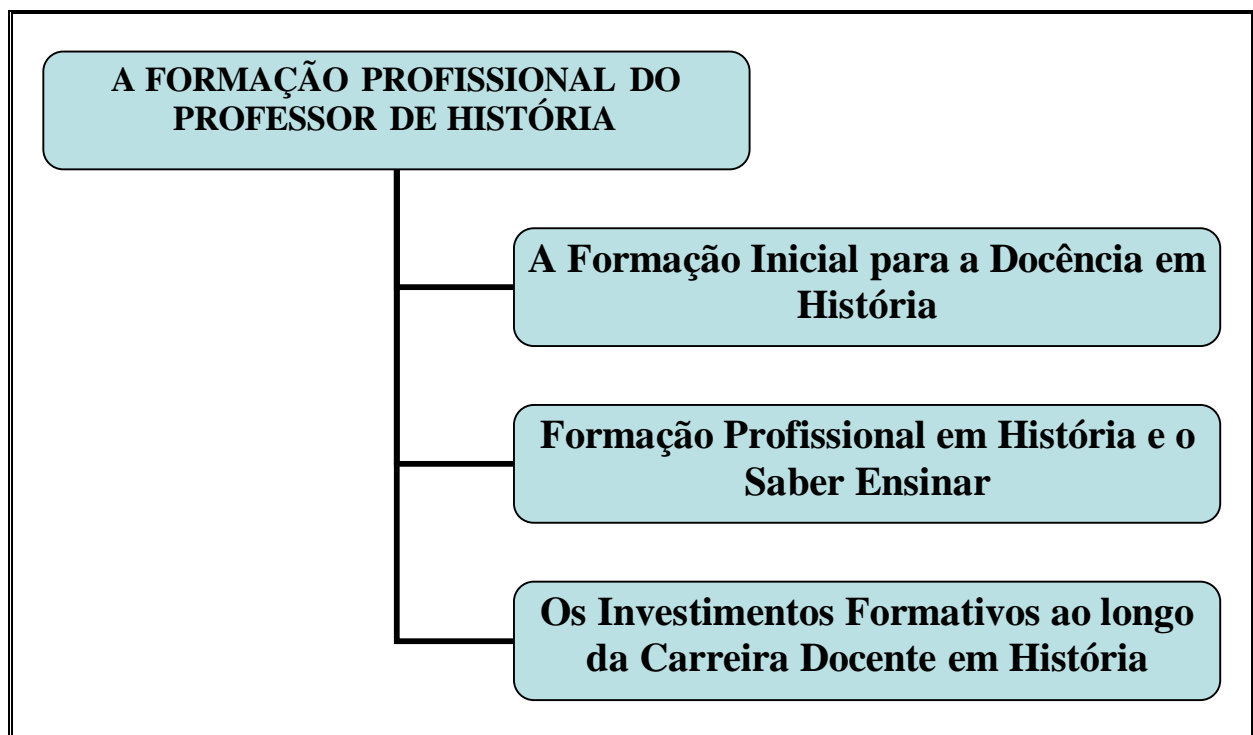 A FORMAÇÃO PROFISSIONAL DO
PROFESSOR DE HISTÓRIA
A Formação Inicial para a Docência em
História
Formação Profissional em História e o
Saber Ensinar
Os Investimentos Formativos ao longo
da Carreira Docente em História